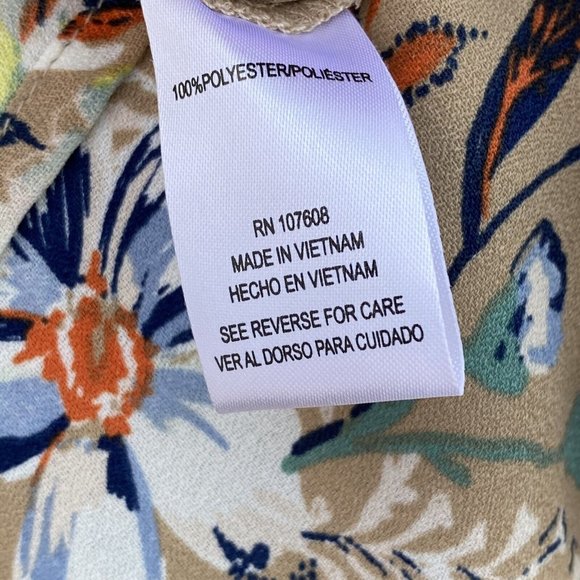 100%POLYESTER/POLIÉSTER
RN 107608
MADE IN VIETNAM
HECHO EN VIETNAM
SEE REVERSE FOR CARE
VER AL DORSO PARA CUIDADO